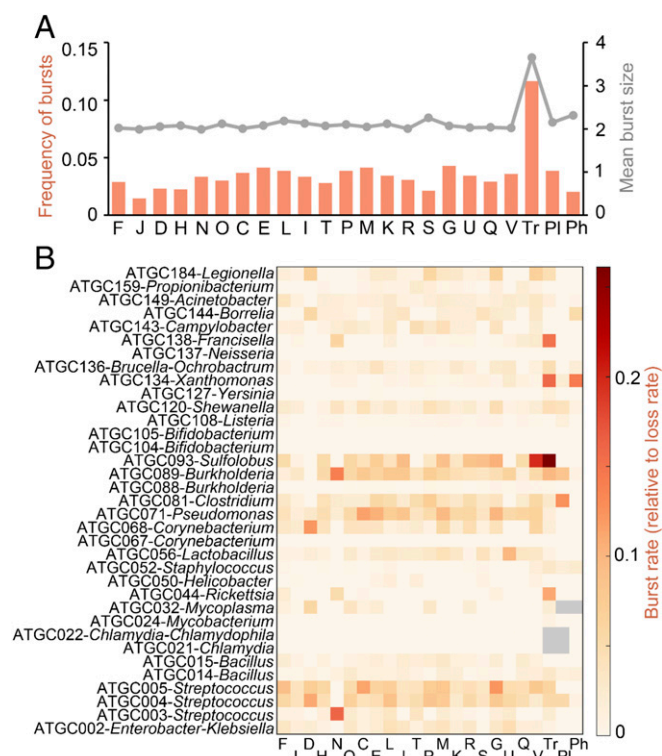 A
Frequency of bursts
0.15
0.10
0.05
0
4
3
2
1
0
Mean burst size
F J D H N O C E L I T P M K R S G U Q V Tr Pl Ph
B
ATGC184-Legionella
ATGC159-Propionibacterium
ATGC149-Acinetobacter
ATGC144-Borrelia
ATGC143-Campylobacter
ATGC138-Francisella
ATGC137-Neisseria
ATGC136-Brucella-Ochrobactrum
ATGC134-Xanthomonas
ATGC127-Yersinia
ATGC120-Shewanella
ATGC108-Listeria
ATGC105-Bifidobacterium
ATGC104-Bifidobacterium
ATGC093-Sulfolobus
ATGC089-Burkholderia
ATGC088-Burkholderia
ATGC081-Clostridium
ATGC071-Pseudomonas
ATGC068-Corynebacterium
ATGC067-Corynebacterium
ATGC056-Lactobacillus
ATGC052-Staphylococcus
ATGC050-Helicobacter
ATGC044-Rickettsia
ATGC032-Mycoplasma
ATGC024-Mycobacterium
ATGC022-Chlamydia-Chlamydophila
ATGC021-Chlamydia
ATGC015-Bacillus
ATGC014-Bacillus
ATGC005-Streptococcus
ATGC004-Streptococcus
ATGC003-Streptococcus
ATGC002-Enterobacter-Klebsiella
0.2
0.1
0
Burst rate (relative to loss rate)
F D N C L T M R G Q Tr Ph